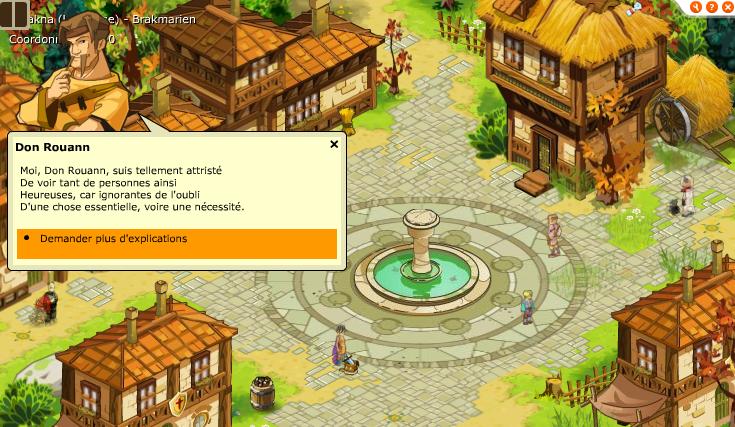 - Brakmarien
Coordon
Don Rouann
Moi, Don Rouann, suis tellement attristé
De voir tant de personnes ainsi
Heureuses, car ignorantes de l'oubli
D'une chose essentielle, voire une nécessité.
Demander plus d'explications